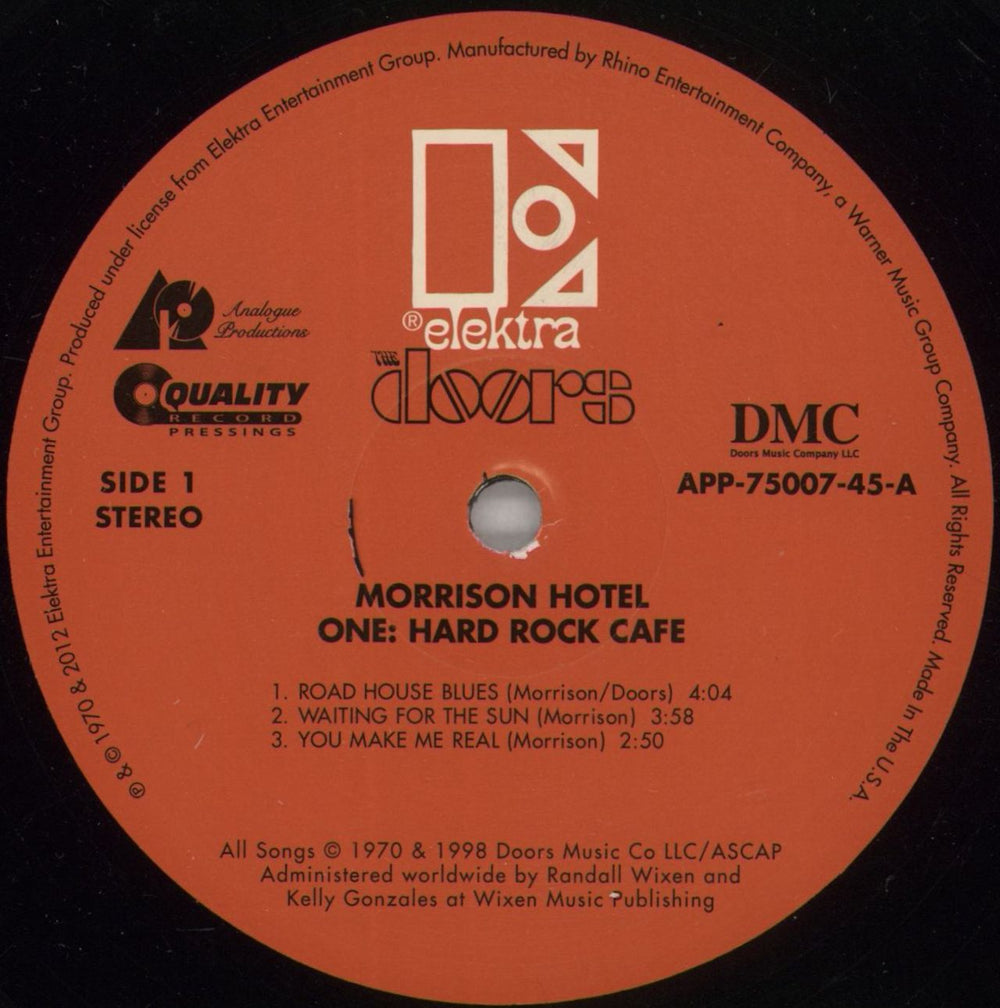 ℗ & © 1970 & 2012 Elektra Entertainment Group. Produced under license from Elektra Entertainment Group. Manufactured by Rhino Entertainment Company, a Warner Music Group Company. All Rights Reserved. Made In The U.S.A.
® elektra
THE doors
Analogue
Productions
QUALITY
RECORD
PRESSINGS
DMC
Doors Music Company LLC
SIDE 1
STEREO
APP-75007-45-A
MORRISON HOTEL
ONE: HARD ROCK CAFE
1. ROAD HOUSE BLUES (Morrison/Doors) 4:04
2. WAITING FOR THE SUN (Morrison) 3:58
3. YOU MAKE ME REAL (Morrison) 2:50
All Songs © 1970 & 1998 Doors Music Co LLC/ASCAP
Administered worldwide by Randall Wixen and
Kelly Gonzales at Wixen Music Publishing